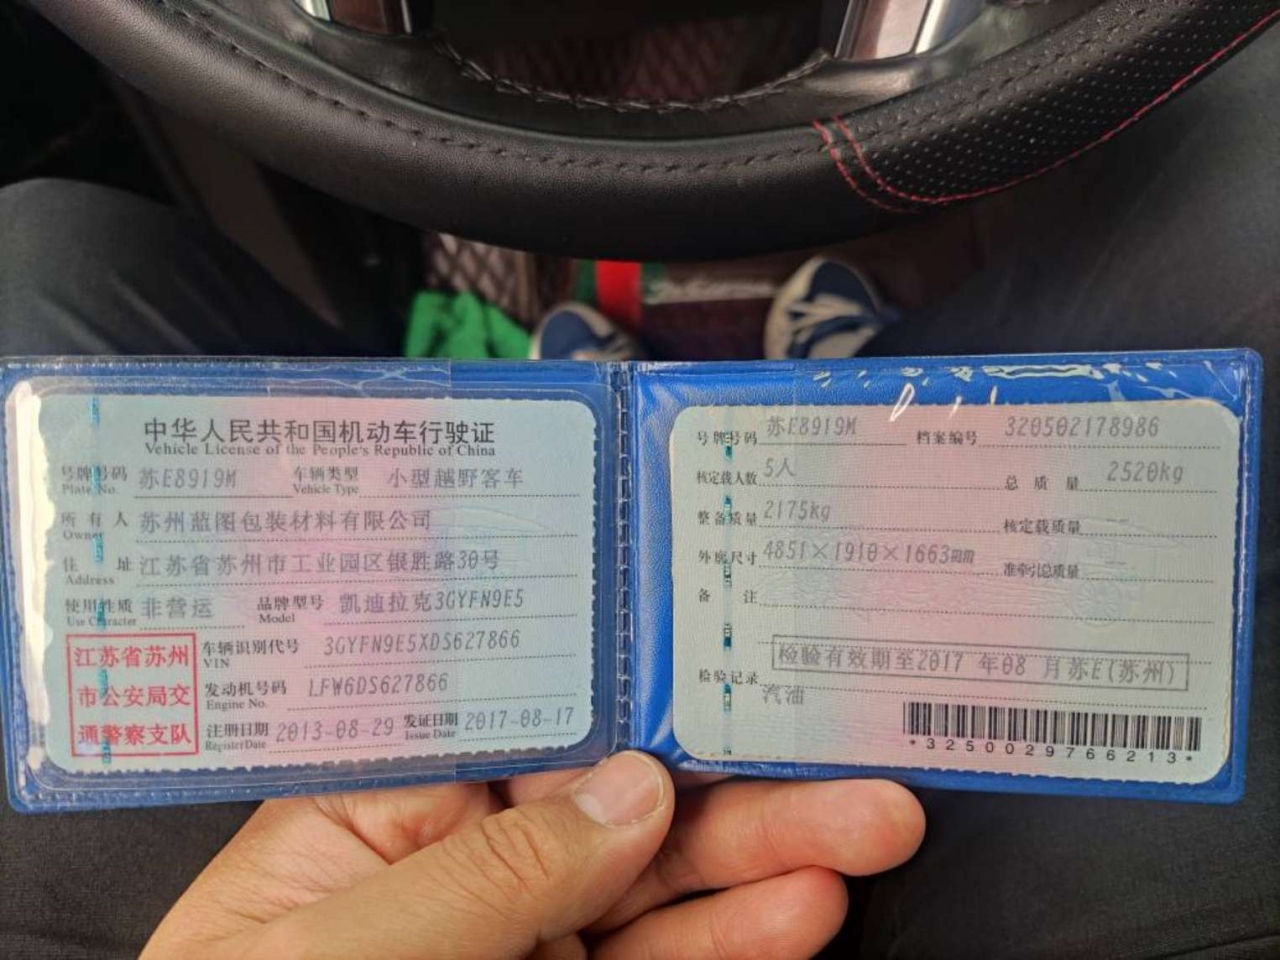 中华人民共和国机动车行驶证
Vehicle License of the People's Republic of China
号牌号码 苏E8919M 车辆类型 小型越野客车
Plate No. Vehicle Type
所有人 苏州蓝图包装材料有限公司
Owner
住址 江苏省苏州市工业园区银胜路30号
Address
使用性质 非营运 品牌型号 凯迪拉克3GYFN9E5
Use Character Model
江苏省苏州
市公安局交
通警察支队
车辆识别代号 3GYFN9E5XDS627866
VIN
发动机号码 LFW6DS627866
Engine No.
注册日期 2013-08-29 发证日期 2017-08-17
Register Date Issue Date
号牌号码 苏E8919M 档案编号 320502178986
核定载人数 5人 总质量 2520kg
整备质量 2175kg 核定载质量
外廓尺寸 4851×1910×1663mm 准牵引总质量
备注
检验有效期至2017 年08 月苏E(苏州)
检验记录
汽油
*3250029766213*